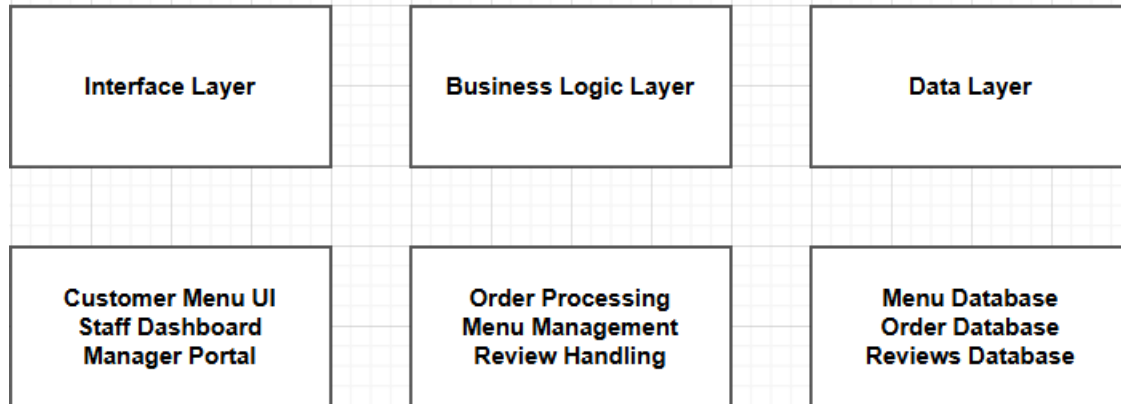 Interface Layer
Business Logic Layer
Data Layer
Customer Menu UI
Staff Dashboard
Manager Portal
Order Processing
Menu Management
Review Handling
Menu Database
Order Database
Reviews Database